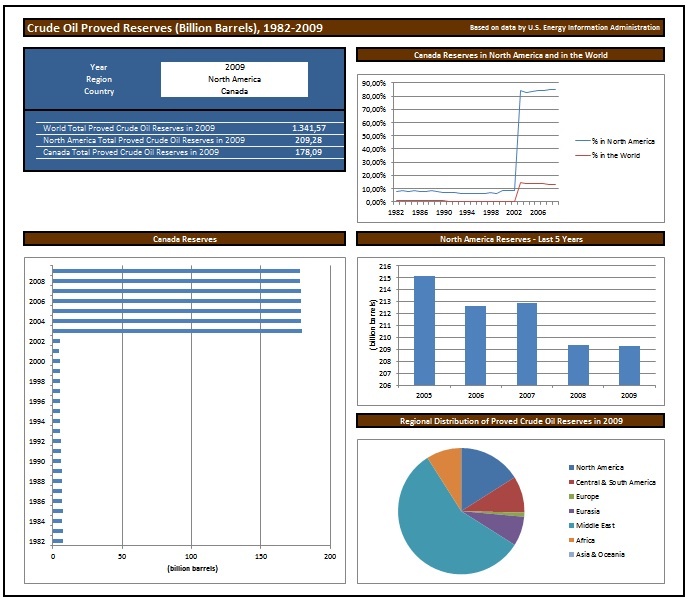 Crude Oil Proved Reserves (Billion Barrels), 1982-2009
Based on data by U.S. Energy Information Administration
Year 2009
Region North America
Country Canada
World Total Proved Crude Oil Reserves in 2009 1.341,57
North America Total Proved Crude Oil Reserves in 2009 209,28
Canada Total Proved Crude Oil Reserves in 2009 178,09
Canada Reserves in North America and in the World
90,00%
80,00%
70,00%
60,00%
50,00%
40,00%
30,00%
20,00%
10,00%
0,00%
1982 1986 1990 1994 1998 2002 2006
% in North America
% in the World
Canada Reserves
2008
2006
2004
2002
2000
1998
1996
1994
1992
1990
1988
1986
1984
1982
0 50 100 150 200
(billion barrels)
North America Reserves - Last 5 Years
(billion barrels)
216
215
214
213
212
211
210
209
208
207
206
2005 2006 2007 2008 2009
Regional Distribution of Proved Crude Oil Reserves in 2009
North America
Central & South America
Europe
Eurasia
Middle East
Africa
Asia & Oceania